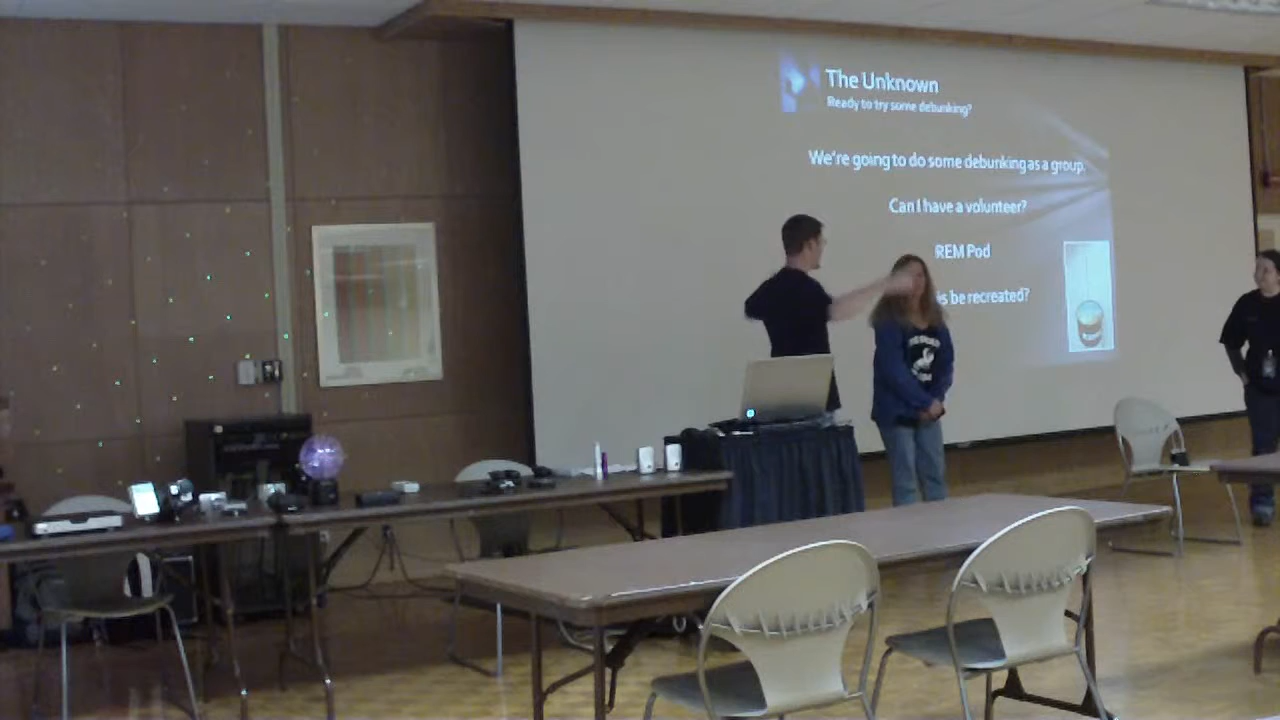 The Unknown
Ready to try some debunking?
We're going to do some debunking as a group.
Can I have a volunteer?
REM Pod
be recreated?